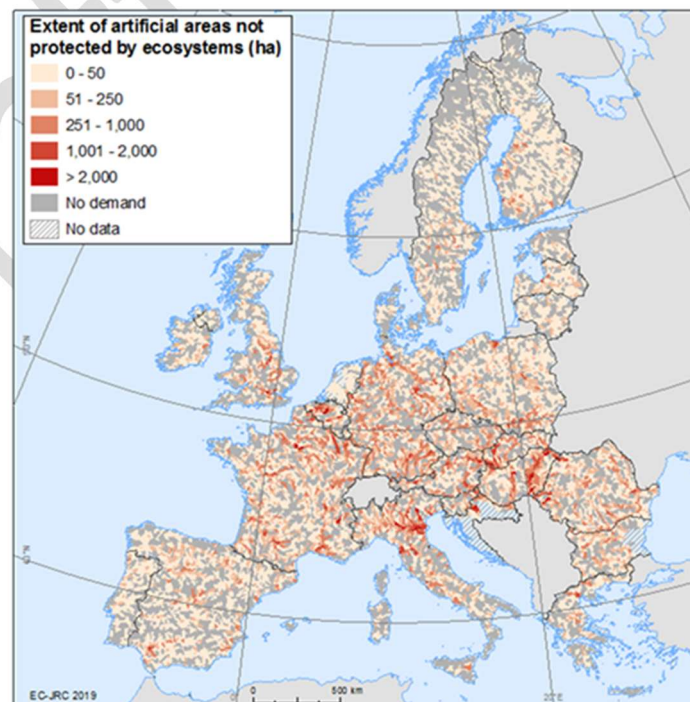 Extent of artificial areas not
protected by ecosystems (ha)
0 - 50
51 - 250
251 - 1,000
1,001 - 2,000
> 2,000
No demand
No data
EC-JRC 2019
0 500 km